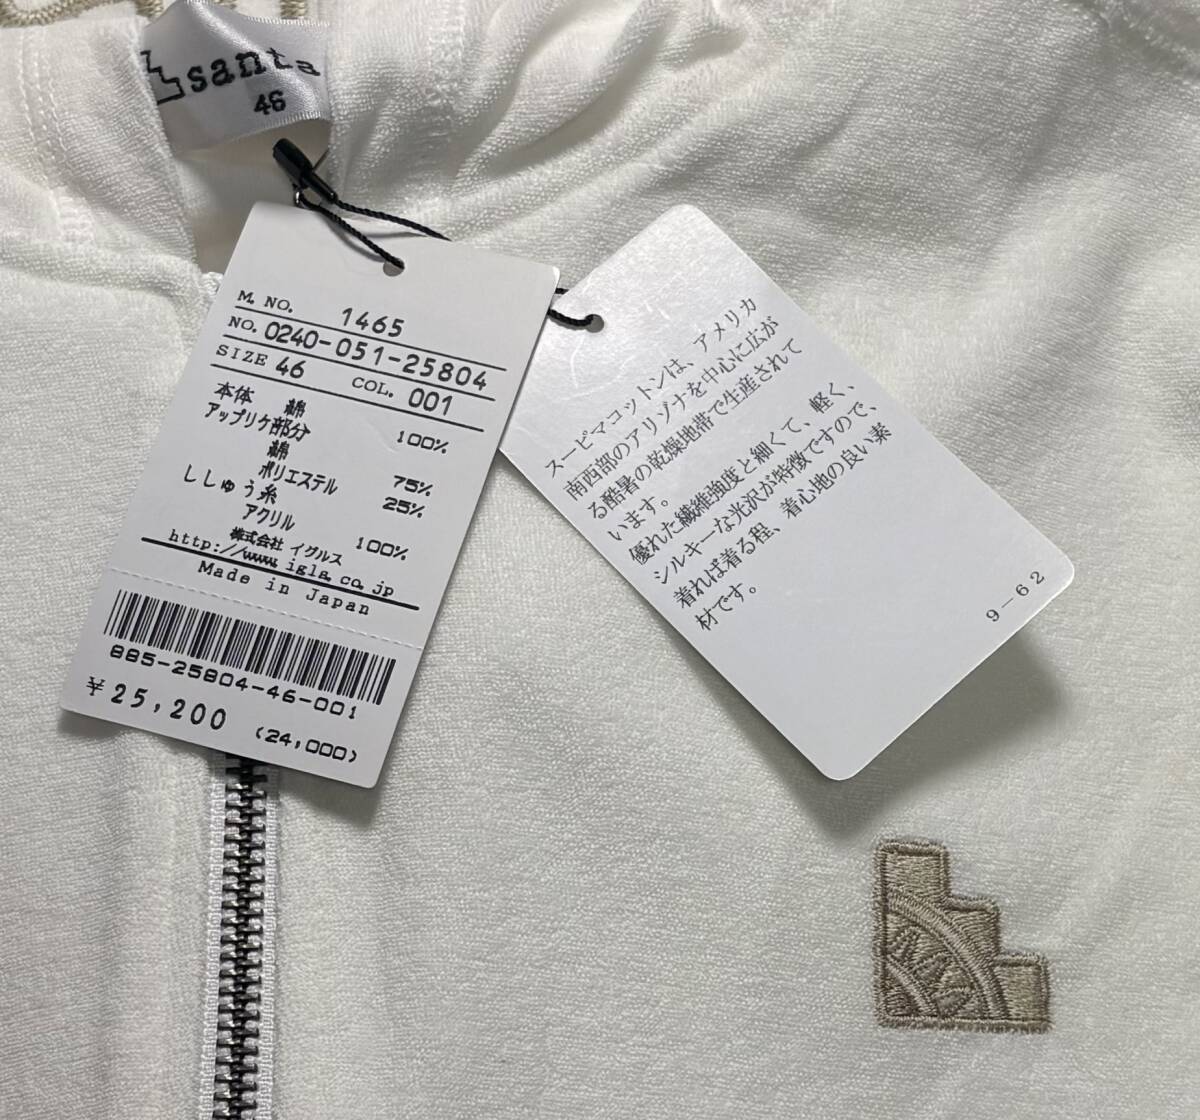 santa
46
M. NO. 1465
NO. 0240-051-25804
SIZE 46 COL. 001
本体 綿 100%
アップリケ部分
綿 75%
ポリエステル 25%
ししゅう糸
アクリル 100%
株式会社 イグルス
http://www.igla.co.jp
Made in Japan
885-25804-46-001
¥25,200 (24,000)
スーピマコットンは、アメリカ
南西部のアリゾナを中心に広が
る酷暑の乾燥地帯で生産されて
います。
優れた繊維強度と細くて、軽く、
シルキーな光沢が特徴ですので、
着れば着る程、着心地の良い素
材です。
9-62